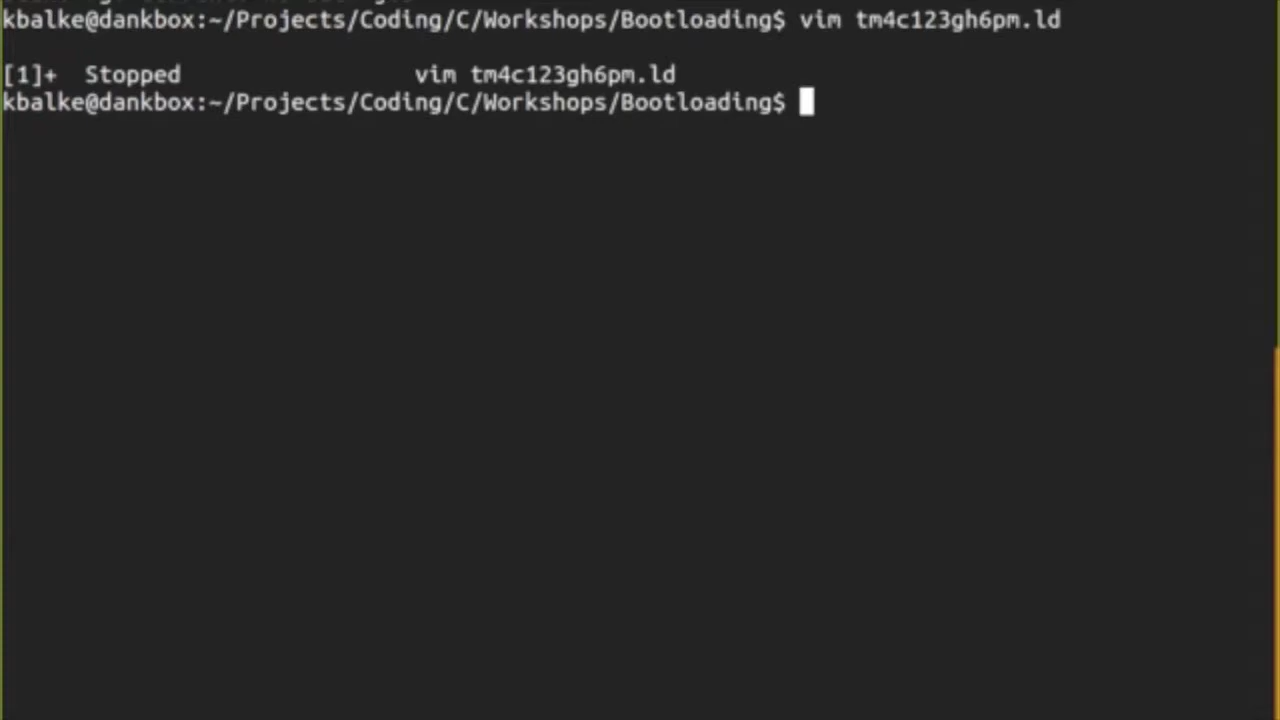 kbalke@dankbox:~/Projects/Coding/C/Workshops/Bootloading$ vim tm4c123gh6pm.ld
[1]+  Stopped                 vim tm4c123gh6pm.ld
kbalke@dankbox:~/Projects/Coding/C/Workshops/Bootloading$